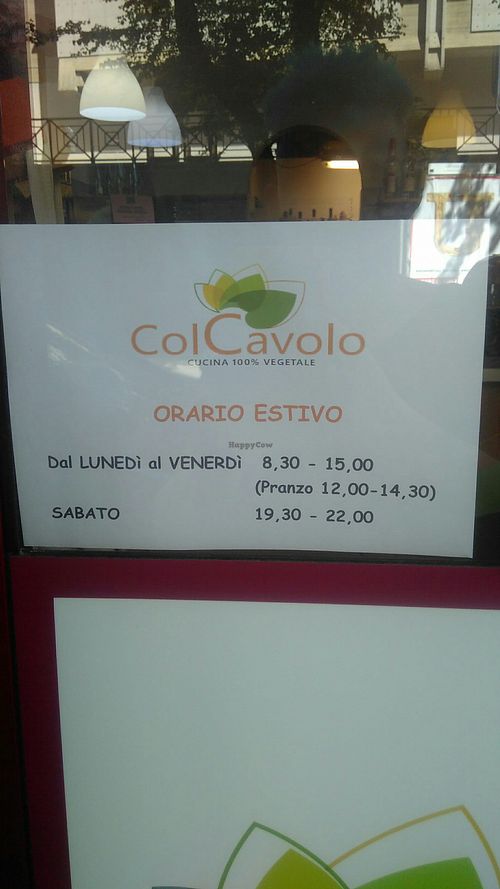 ColCavolo
CUCINA 100% VEGETALE
ORARIO ESTIVO
HappyCow
Dal LUNEDì al VENERDì 8,30 - 15,00
(Pranzo 12,00-14,30)
SABATO 19,30 - 22,00